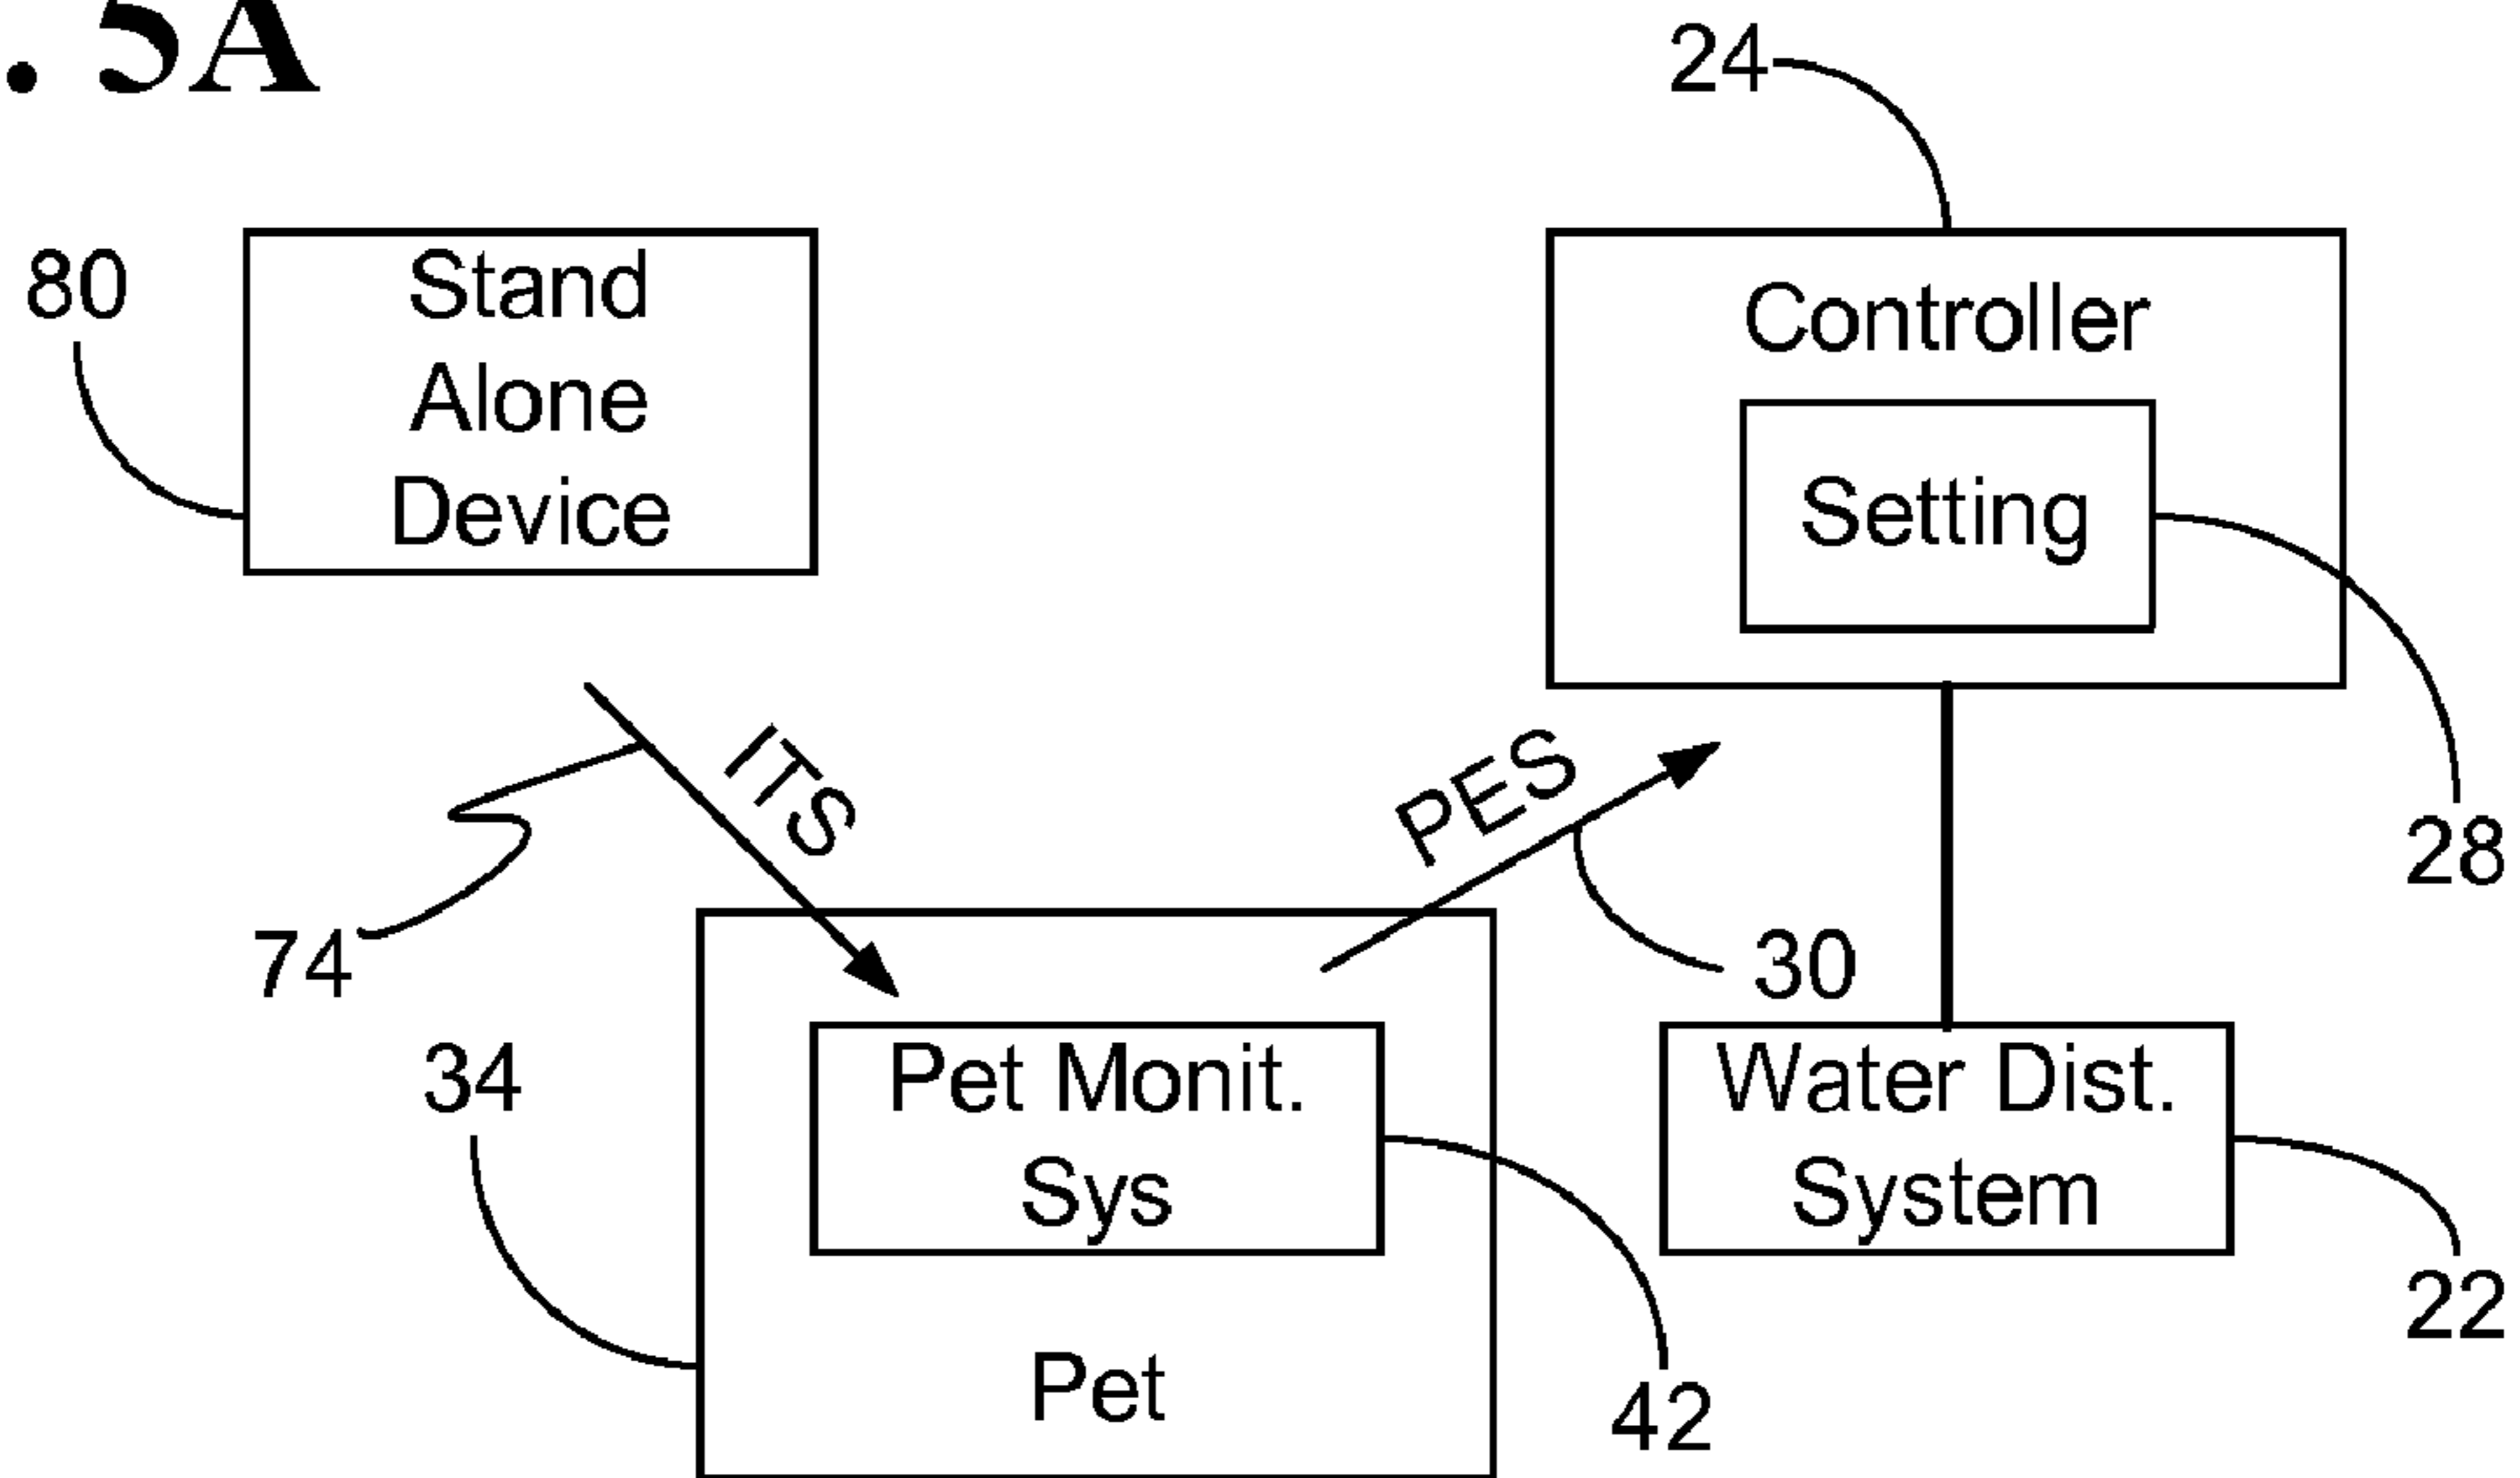 . 5A
24
80
Stand
Alone
Device
Controller
Setting
ITS
PES
28
74
30
34
Pet Monit.
Sys
Water Dist.
System
22
Pet
42